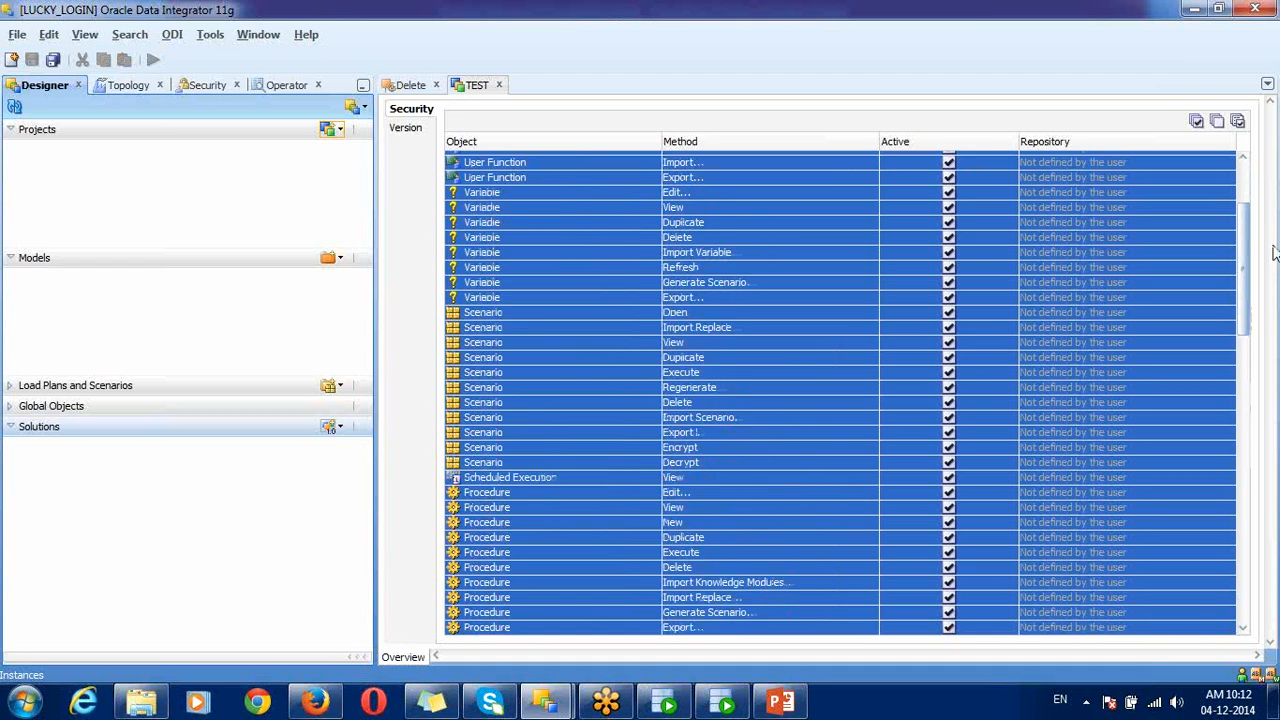 [LUCKY_LOGIN] Oracle Data Integrator 11g
File Edit View Search ODI Tools Window Help
Designer Topology Security Operator Delete TEST
Projects
Models
Load Plans and Scenarios
Global Objects
Solutions
Security
Version
Object Method Active Repository
User Function Import... Not defined by the user
User Function Export... Not defined by the user
Variable Edit... Not defined by the user
Variable View Not defined by the user
Variable Duplicate Not defined by the user
Variable Delete Not defined by the user
Variable Import Variable... Not defined by the user
Variable Refresh Not defined by the user
Variable Generate Scenario... Not defined by the user
Variable Export... Not defined by the user
Scenario Open Not defined by the user
Scenario Import Replace Not defined by the user
Scenario View Not defined by the user
Scenario Duplicate Not defined by the user
Scenario Execute Not defined by the user
Scenario Regenerate... Not defined by the user
Scenario Delete Not defined by the user
Scenario Import Scenario... Not defined by the user
Scenario Export... Not defined by the user
Scenario Encrypt Not defined by the user
Scenario Decrypt Not defined by the user
Scheduled Execution View Not defined by the user
Procedure Edit... Not defined by the user
Procedure View Not defined by the user
Procedure New Not defined by the user
Procedure Duplicate Not defined by the user
Procedure Execute Not defined by the user
Procedure Delete Not defined by the user
Procedure Import Knowledge Modules... Not defined by the user
Procedure Import Replace... Not defined by the user
Procedure Generate Scenario... Not defined by the user
Procedure Export... Not defined by the user
Overview
Instances
EN
AM 10:12
04-12-2014